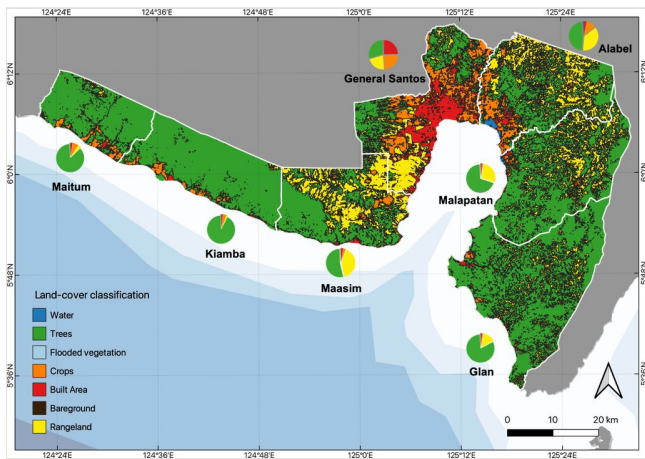 124°24'E 124°36'E 124°48'E 125°0'E 125°12'E 125°24'E
Alabel
General Santos
6°12'N 6°12'N
6°0'N 6°0'N
Maitum
Malapatan
Kiamba
Maasim
5°48'N 5°48'N
Land-cover classification
Water
Trees
Flooded vegetation
Crops
Built Area
Bareground
Rangeland
Glan
5°36'N 5°36'N
0 10 20 km
124°24'E 124°36'E 124°48'E 125°0'E 125°12'E 125°24'E